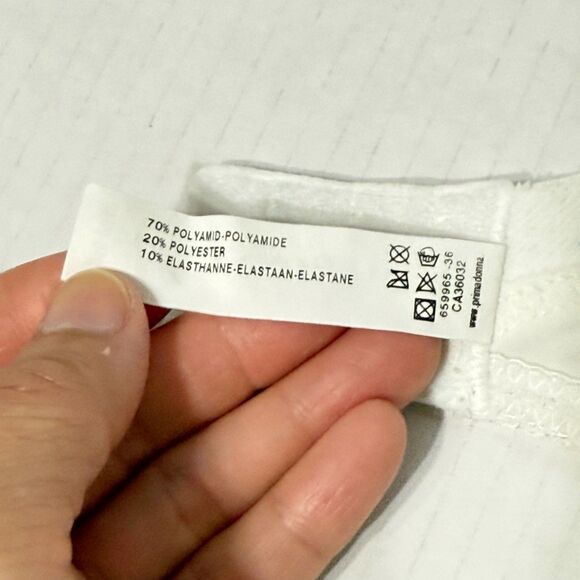 70% POLYAMID-POLYAMIDE
20% POLYESTER
10% ELASTHANNE-ELASTAAN-ELASTANE
659965 .36
CA36032
www.primadonna